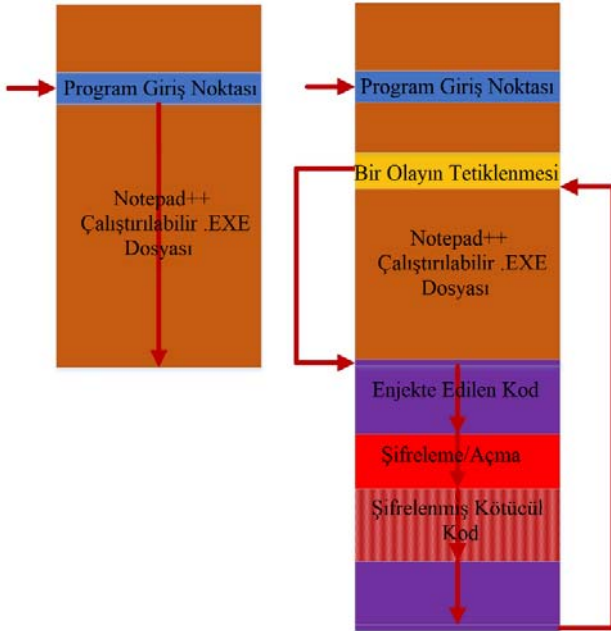 Program Giriş Noktası
Notepad++
Çalıştırılabilir .EXE
Dosyası
Program Giriş Noktası
Bir Olayın Tetiklenmesi
Notepad++
Çalıştırılabilir .EXE
Dosyası
Enjekte Edilen Kod
Şifreleme/Açma
Şifrelenmiş Kötücül
Kod